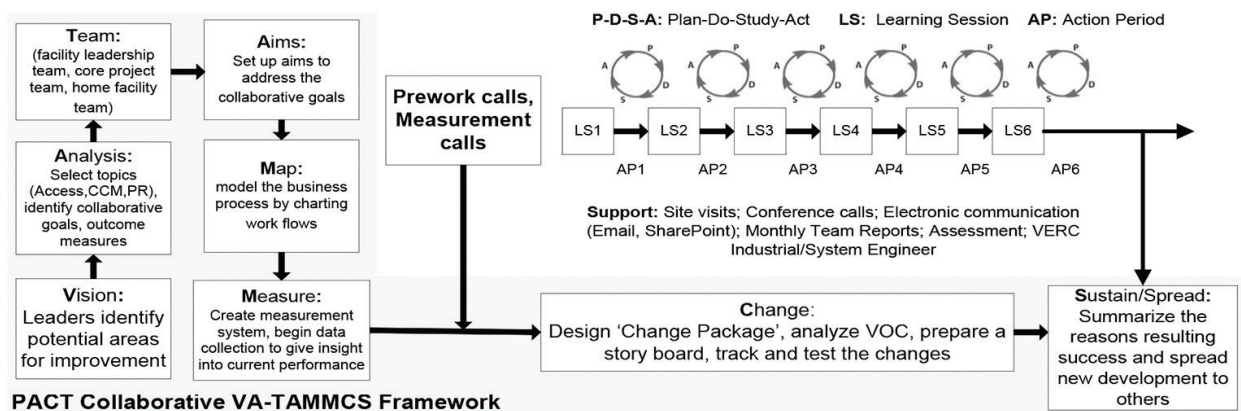 Team:
(facility leadership
team, core project
team, home facility
team)
Aims:
Set up aims to
address the
collaborative goals
Analysis:
Select topics
(Access,CCM,PR),
identify collaborative
goals, outcome
measures
Map:
model the business
process by charting
work flows
Vision:
Leaders identify
potential areas
for improvement
Measure:
Create measurement
system, begin data
collection to give insight
into current performance
Prework calls,
Measurement
calls
P-D-S-A: Plan-Do-Study-Act LS: Learning Session AP: Action Period
P P P P P P
A D A D A D A D A D A D
S S S S S S
LS1 LS2 LS3 LS4 LS5 LS6
AP1 AP2 AP3 AP4 AP5 AP6
Support: Site visits; Conference calls; Electronic communication
(Email, SharePoint); Monthly Team Reports; Assessment; VERC
Industrial/System Engineer
Change:
Design ‘Change Package’, analyze VOC, prepare a
story board, track and test the changes
Sustain/Spread:
Summarize the
reasons resulting
success and spread
new development to
others
PACT Collaborative VA-TAMMCS Framework